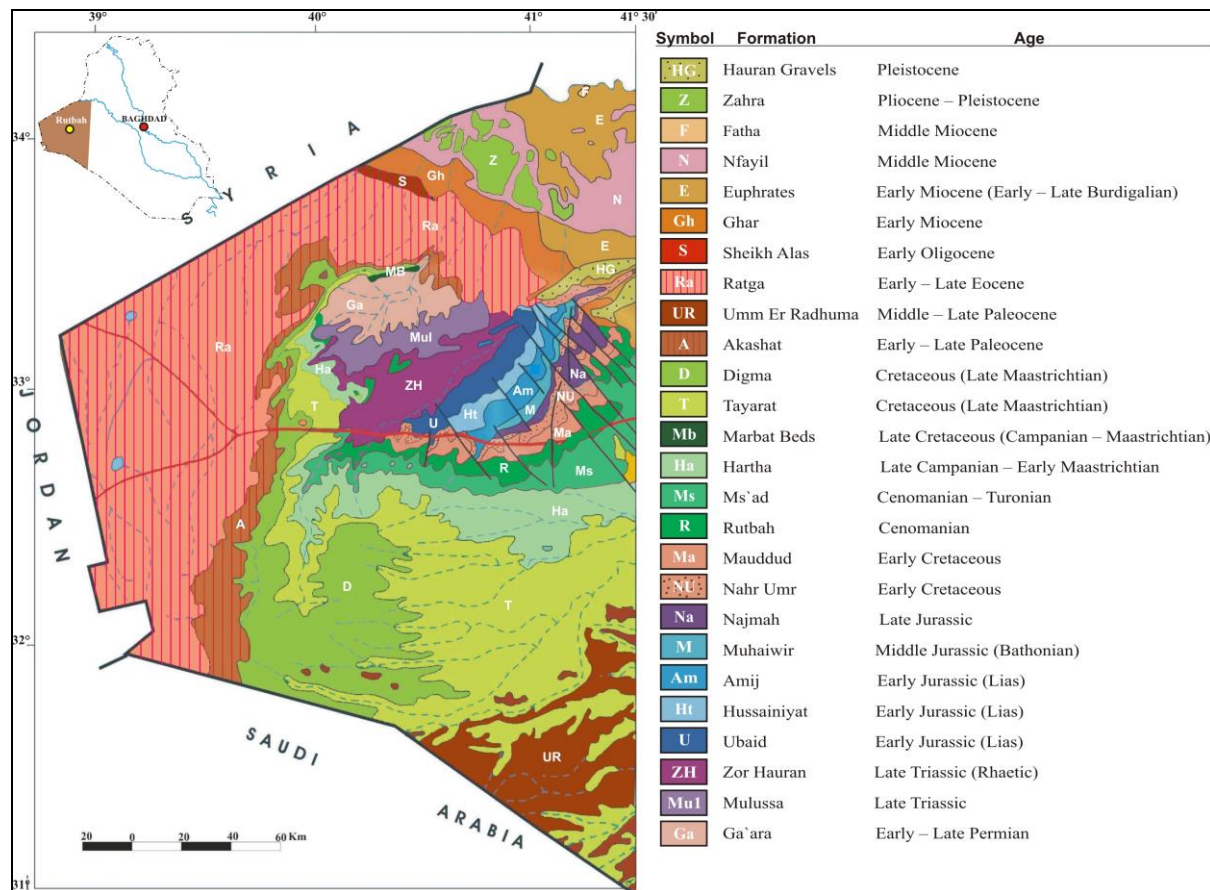 39° 40° 41° 41° 30'
34°
33°
32°
31°
Rutbah
BAGHDAD
SYRIA
JORDAN
SAUDI
ARABIA
E
Z
N
Gh
S
Ra
E
HG
MB
Ga
Mul
Ra
Ha
ZH
Na
Am
NU
T
M
Ht
U
Ma
R
Ms
Ha
A
D
T
UR
20 0 20 40 60 Km
Symbol Formation Age
HG Hauran Gravels Pleistocene
Z Zahra Pliocene – Pleistocene
F Fatha Middle Miocene
N Nfayil Middle Miocene
E Euphrates Early Miocene (Early – Late Burdigalian)
Gh Ghar Early Miocene
S Sheikh Alas Early Oligocene
Ra Ratga Early – Late Eocene
UR Umm Er Radhuma Middle – Late Paleocene
A Akashat Early – Late Paleocene
D Digma Cretaceous (Late Maastrichtian)
T Tayarat Cretaceous (Late Maastrichtian)
Mb Marbat Beds Late Cretaceous (Campanian – Maastrichtian)
Ha Hartha Late Campanian – Early Maastrichtian
Ms Ms`ad Cenomanian – Turonian
R Rutbah Cenomanian
Ma Mauddud Early Cretaceous
NU Nahr Umr Early Cretaceous
Na Najmah Late Jurassic
M Muhaiwir Middle Jurassic (Bathonian)
Am Amij Early Jurassic (Lias)
Ht Hussainiyat Early Jurassic (Lias)
U Ubaid Early Jurassic (Lias)
ZH Zor Hauran Late Triassic (Rhaetic)
Mu1 Mulussa Late Triassic
Ga Ga`ara Early – Late Permian